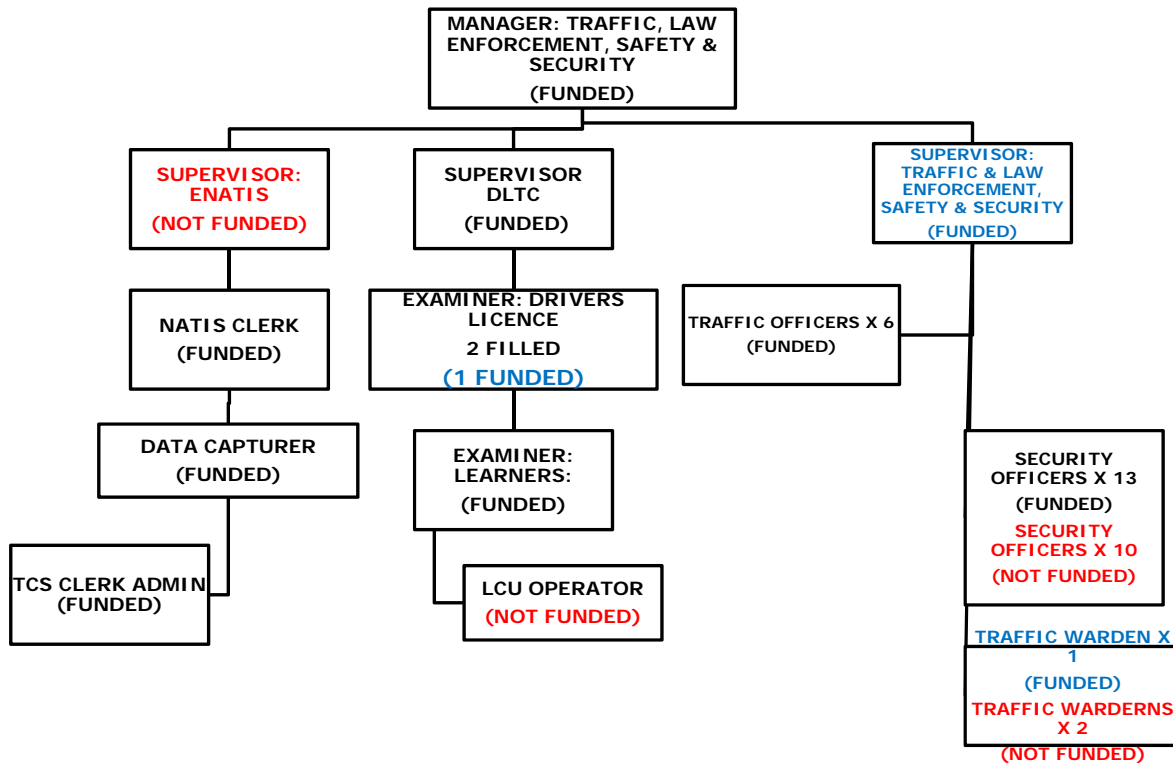 MANAGER: TRAFFIC, LAW
ENFORCEMENT, SAFETY &
SECURITY
(FUNDED)
SUPERVISOR:
ENATIS
(NOT FUNDED)
SUPERVISOR
DLTC
(FUNDED)
SUPERVISOR:
TRAFFIC & LAW
ENFORCEMENT,
SAFETY & SECURITY
(FUNDED)
NATIS CLERK
(FUNDED)
EXAMINER: DRIVERS
LICENCE
2 FILLED
(1 FUNDED)
TRAFFIC OFFICERS X 6
(FUNDED)
DATA CAPTURER
(FUNDED)
EXAMINER:
LEARNERS:
(FUNDED)
SECURITY
OFFICERS X 13
(FUNDED)
SECURITY
OFFICERS X 10
(NOT FUNDED)
TCS CLERK ADMIN
(FUNDED)
LCU OPERATOR
(NOT FUNDED)
TRAFFIC WARDEN X
1
(FUNDED)
TRAFFIC WARDERNS
X 2
(NOT FUNDED)